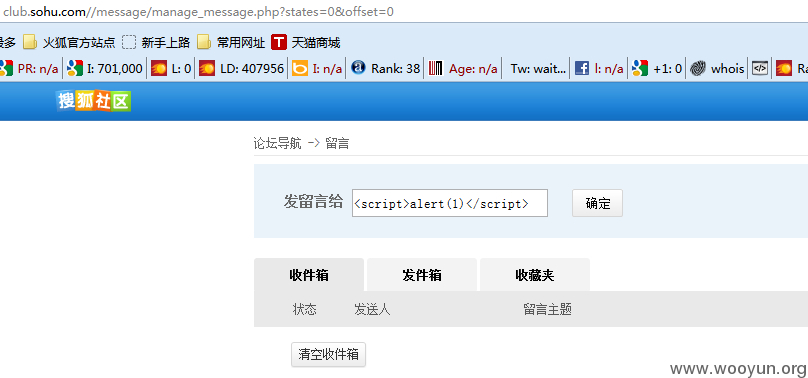 club.sohu.com//message/manage_message.php?states=0&offset=0
最多 火狐官方站点 新手上路 常用网址 T 天猫商城
PR: n/a I: 701,000 L: 0 LD: 407956 I: n/a a Rank: 38 Age: n/a Tw: wait... l: n/a +1: 0 whois Ra
搜狐社区
论坛导航 -> 留言
发留言给 <script>alert(1)</script> 确定
收件箱 发件箱 收藏夹
状态 发送人 留言主题
清空收件箱
www.wooyun.org